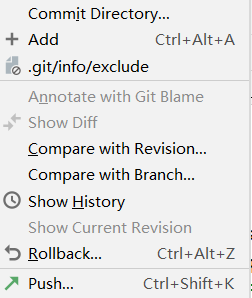 Commit Directory...
Add Ctrl+Alt+A
.git/info/exclude
Annotate with Git Blame
Show Diff
Compare with Revision...
Compare with Branch...
Show History
Show Current Revision
Rollback... Ctrl+Alt+Z
Push... Ctrl+Shift+K